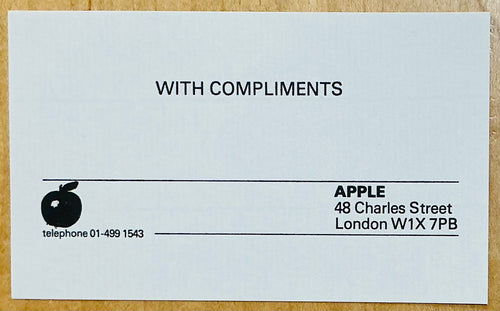 WITH COMPLIMENTS
APPLE
48 Charles Street
London W1X 7PB
telephone 01-499 1543